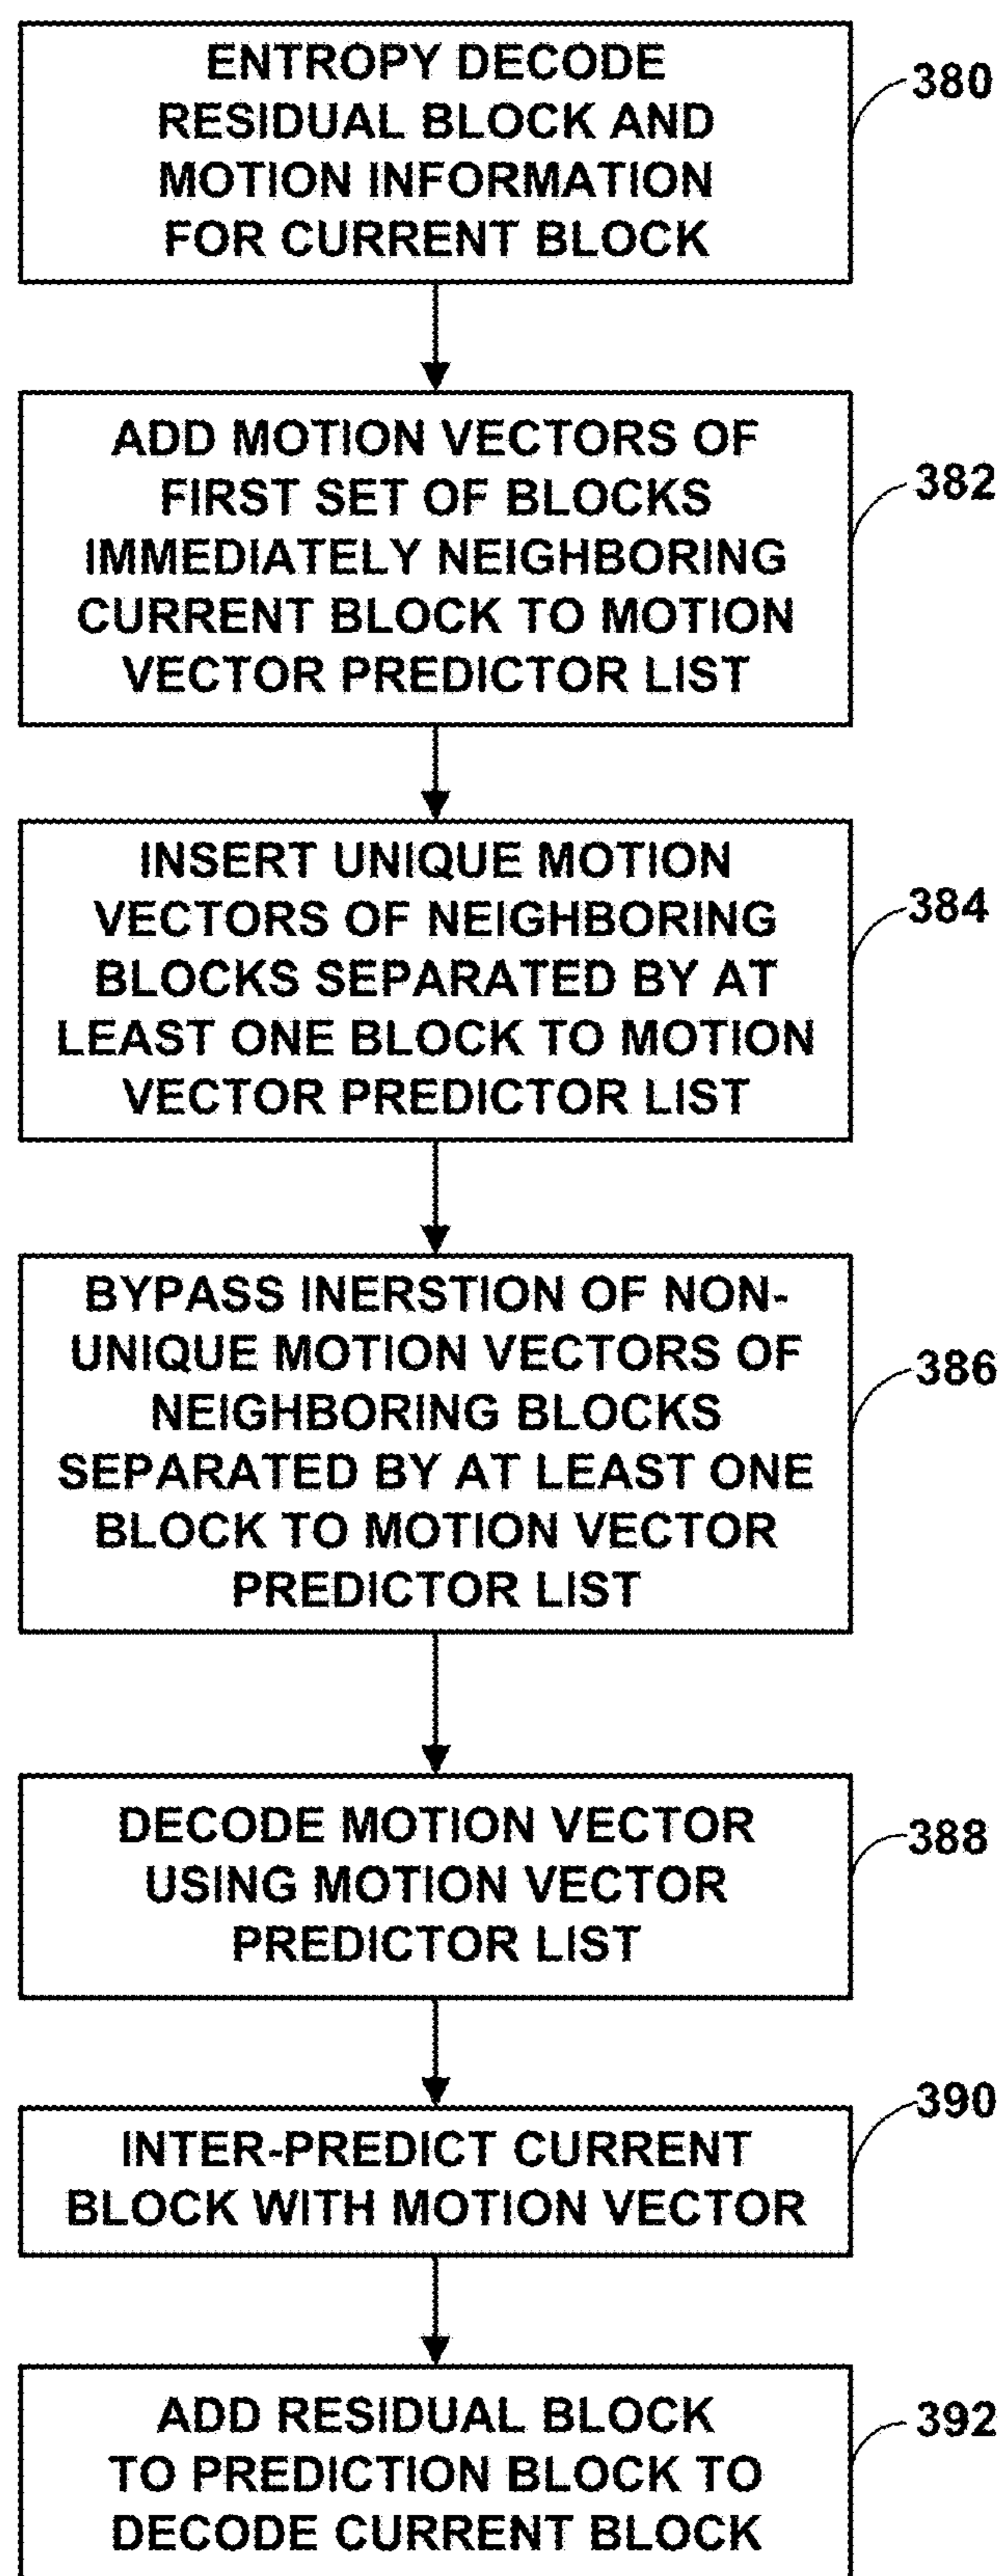 ENTROPY DECODE
RESIDUAL BLOCK AND
MOTION INFORMATION
FOR CURRENT BLOCK
380
ADD MOTION VECTORS OF
FIRST SET OF BLOCKS
IMMEDIATELY NEIGHBORING
CURRENT BLOCK TO MOTION
VECTOR PREDICTOR LIST
382
INSERT UNIQUE MOTION
VECTORS OF NEIGHBORING
BLOCKS SEPARATED BY AT
LEAST ONE BLOCK TO MOTION
VECTOR PREDICTOR LIST
384
BYPASS INERSTION OF NON-
UNIQUE MOTION VECTORS OF
NEIGHBORING BLOCKS
SEPARATED BY AT LEAST ONE
BLOCK TO MOTION VECTOR
PREDICTOR LIST
386
DECODE MOTION VECTOR
USING MOTION VECTOR
PREDICTOR LIST
388
INTER-PREDICT CURRENT
BLOCK WITH MOTION VECTOR
390
ADD RESIDUAL BLOCK
TO PREDICTION BLOCK TO
DECODE CURRENT BLOCK
392